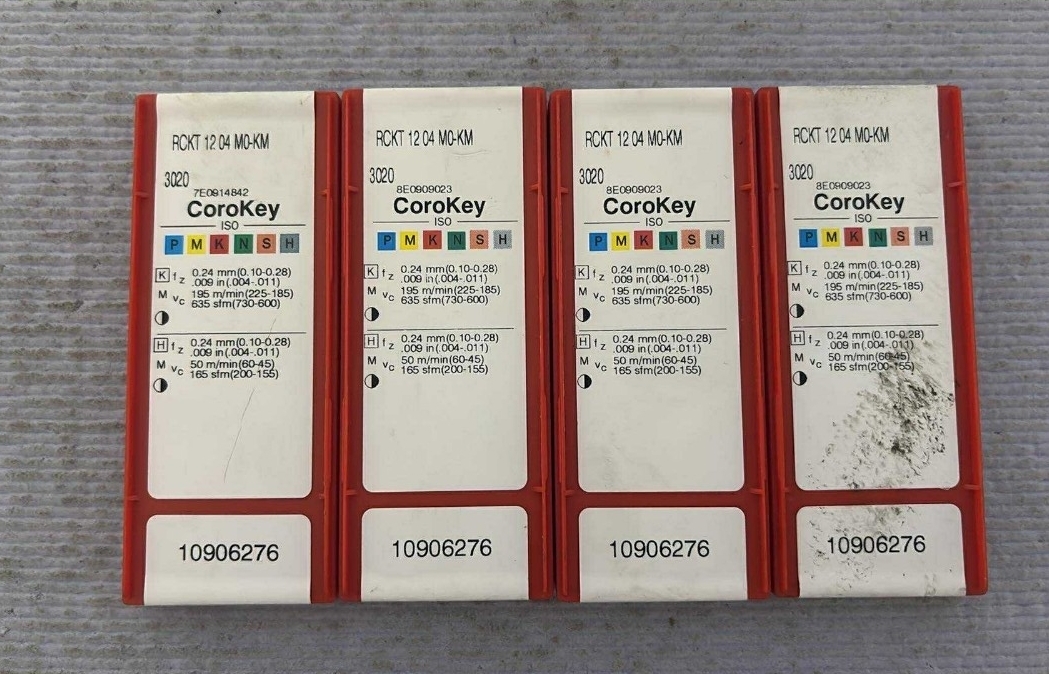 RCKT 12 04 M0-KM
3020
7E0914842
CoroKey
ISO
P M K N S H
K fz 0.24 mm(0.10-0.28)
.009 in(.004-.011)
M vc 195 m/min(225-185)
635 sfm(730-600)
H fz 0.24 mm(0.10-0.28)
.009 in(.004-.011)
M vc 50 m/min(60-45)
165 sfm(200-155)
10906276
RCKT 12 04 M0-KM
3020
8E0909023
CoroKey
ISO
P M K N S H
K fz 0.24 mm(0.10-0.28)
.009 in(.004-.011)
M vc 195 m/min(225-185)
635 sfm(730-600)
H fz 0.24 mm(0.10-0.28)
.009 in(.004-.011)
M vc 50 m/min(60-45)
165 sfm(200-155)
10906276
RCKT 12 04 M0-KM
3020
8E0909023
CoroKey
ISO
P M K N S H
K fz 0.24 mm(0.10-0.28)
.009 in(.004-.011)
M vc 195 m/min(225-185)
635 sfm(730-600)
H fz 0.24 mm(0.10-0.28)
.009 in(.004-.011)
M vc 50 m/min(60-45)
165 sfm(200-155)
10906276
RCKT 12 04 M0-KM
3020
8E0909023
CoroKey
ISO
P M K N S H
K fz 0.24 mm(0.10-0.28)
.009 in(.004-.011)
M vc 195 m/min(225-185)
635 sfm(730-600)
H fz 0.24 mm(0.10-0.28)
.009 in(.004-.011)
M vc 50 m/min(60-45)
165 sfm(200-155)
10906276